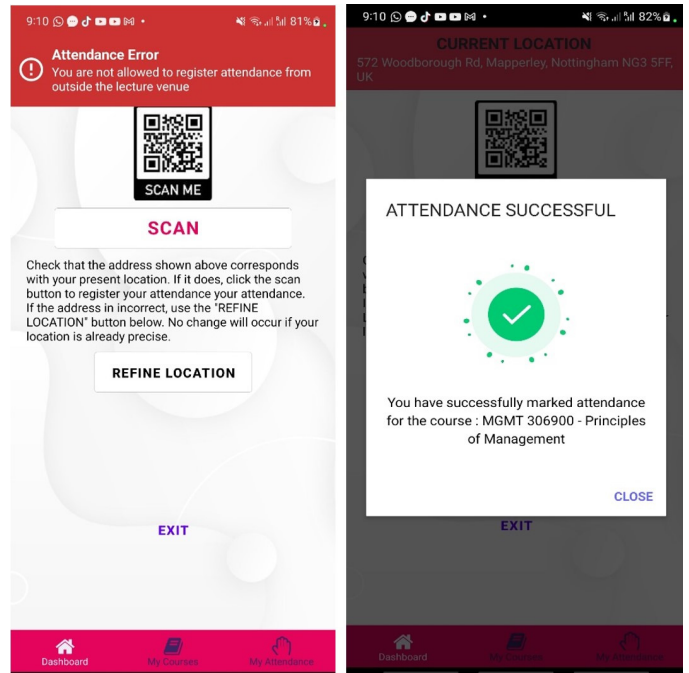 9:10 81%
Attendance Error
You are not allowed to register attendance from
outside the lecture venue
SCAN ME
SCAN
Check that the address shown above corresponds
with your present location. If it does, click the scan
button to register your attendance your attendance.
If the address in incorrect, use the "REFINE
LOCATION" button below. No change will occur if your
location is already precise.
REFINE LOCATION
EXIT
Dashboard
My Courses
My Attendance
9:10 82%
CURRENT LOCATION
572 Woodborough Rd, Mapperley, Nottingham NG3 5FF,
UK
ATTENDANCE SUCCESSFUL
You have successfully marked attendance
for the course : MGMT 306900 - Principles
of Management
CLOSE
EXIT
Dashboard
My Courses
My Attendance